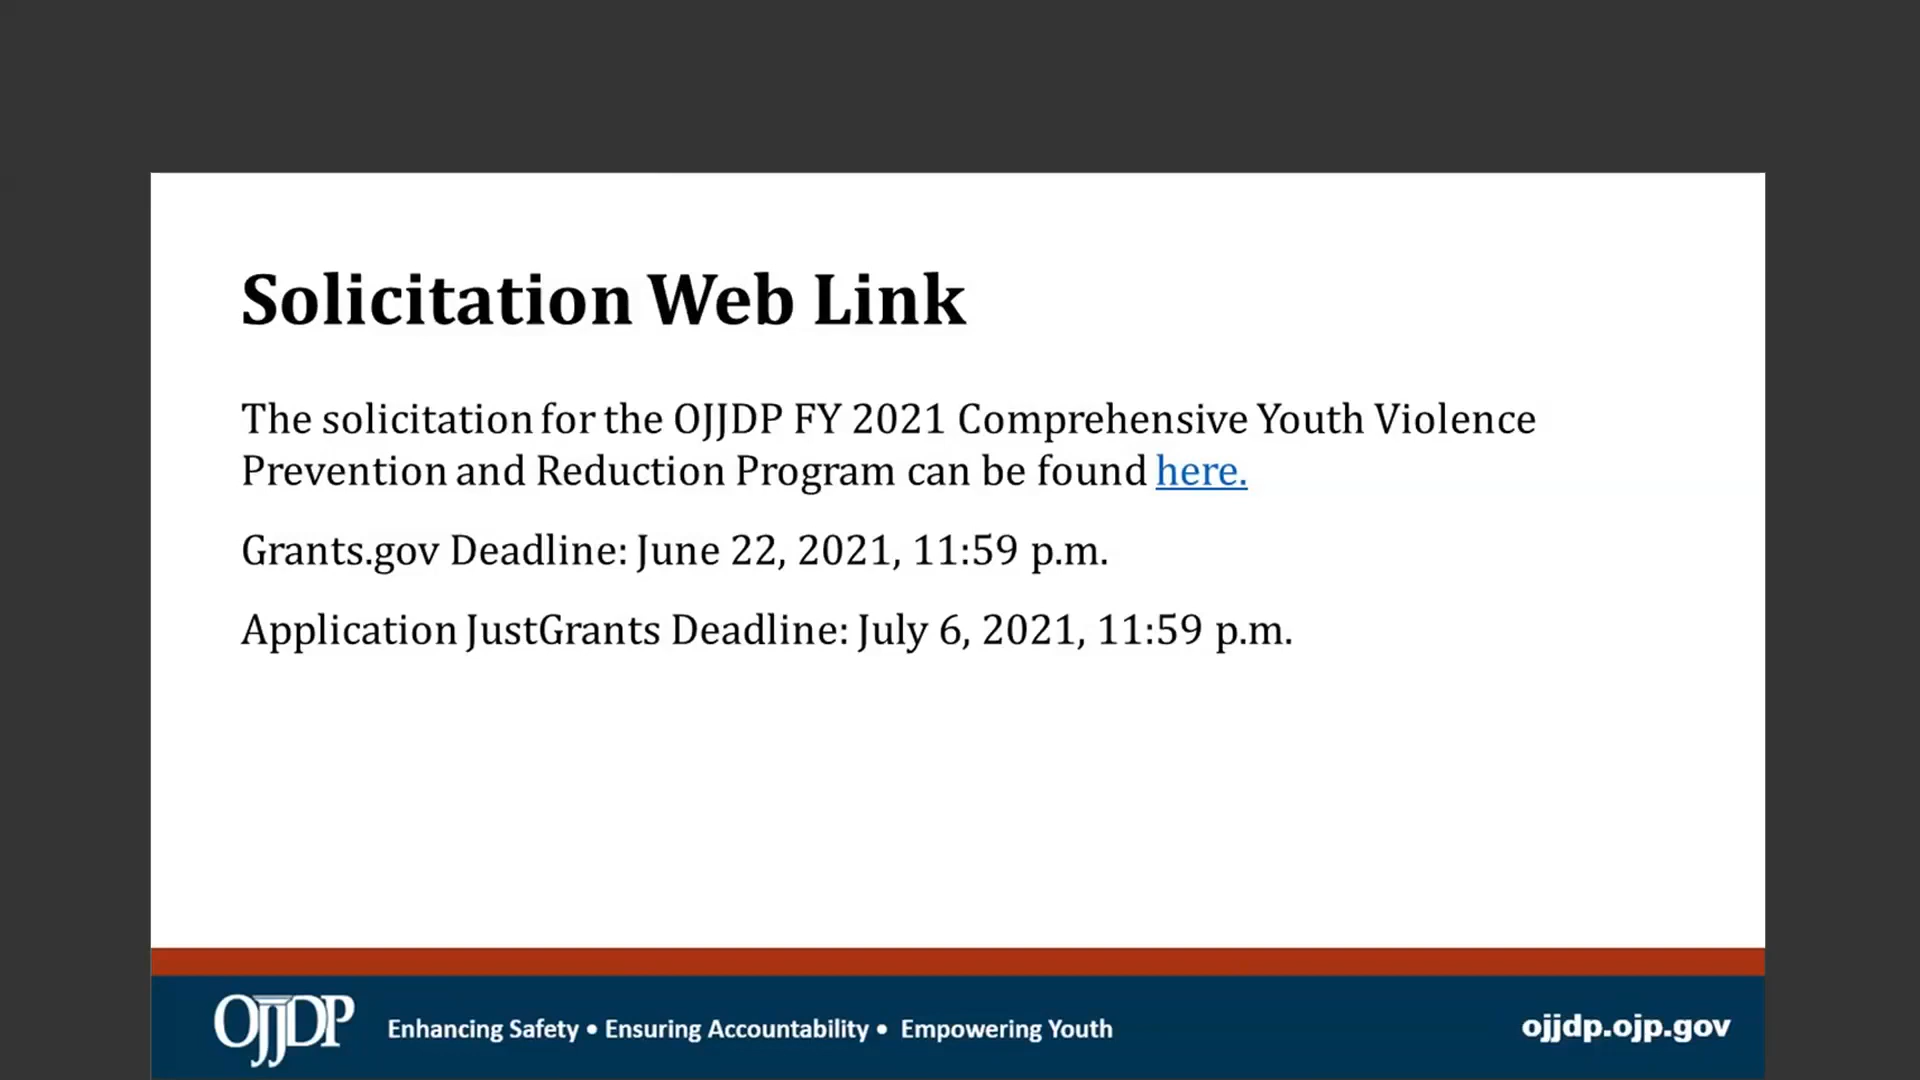 Solicitation Web Link
The solicitation for the OJJDP FY 2021 Comprehensive Youth Violence
Prevention and Reduction Program can be found here.
Grants.gov Deadline: June 22, 2021, 11:59 p.m.
Application JustGrants Deadline: July 6, 2021, 11:59 p.m.
OJJDP Enhancing Safety • Ensuring Accountability • Empowering Youth ojjdp.ojp.gov